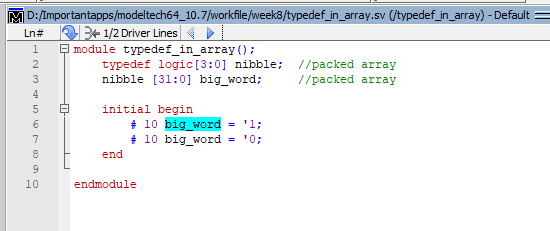 D:/Importantapps/modeltech64_10.7/workfile/week8/typedef_in_array.sv (/typedef_in_array) - Default
Ln# 1/2 Driver Lines
1 module typedef_in_array();
2 typedef logic[3:0] nibble; //packed array
3 nibble [31:0] big_word; //packed array
4
5 initial begin
6 # 10 big_word = '1;
7 # 10 big_word = '0;
8 end
9
10 endmodule